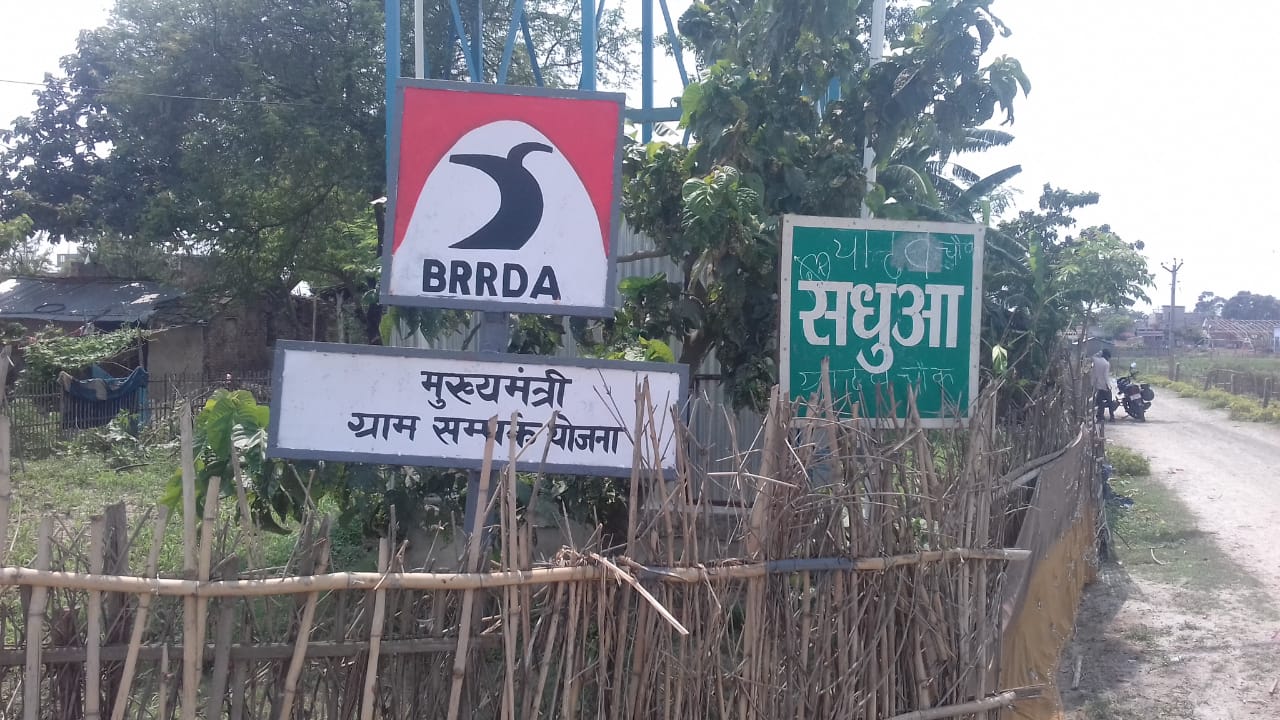 BRRDA
मुख्यमंत्री
ग्राम सम्पर्क योजना
सधुआ
चौक